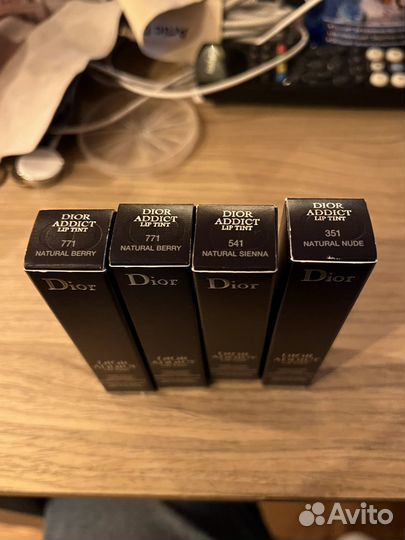 DIOR
ADDICT
LIP TINT
771
NATURAL BERRY
DIOR
ADDICT
LIP TINT
771
NATURAL BERRY
DIOR
ADDICT
LIP TINT
541
NATURAL SIENNA
DIOR
ADDICT
LIP TINT
351
NATURAL NUDE
Dior
Dior
Dior
Dior
Avito